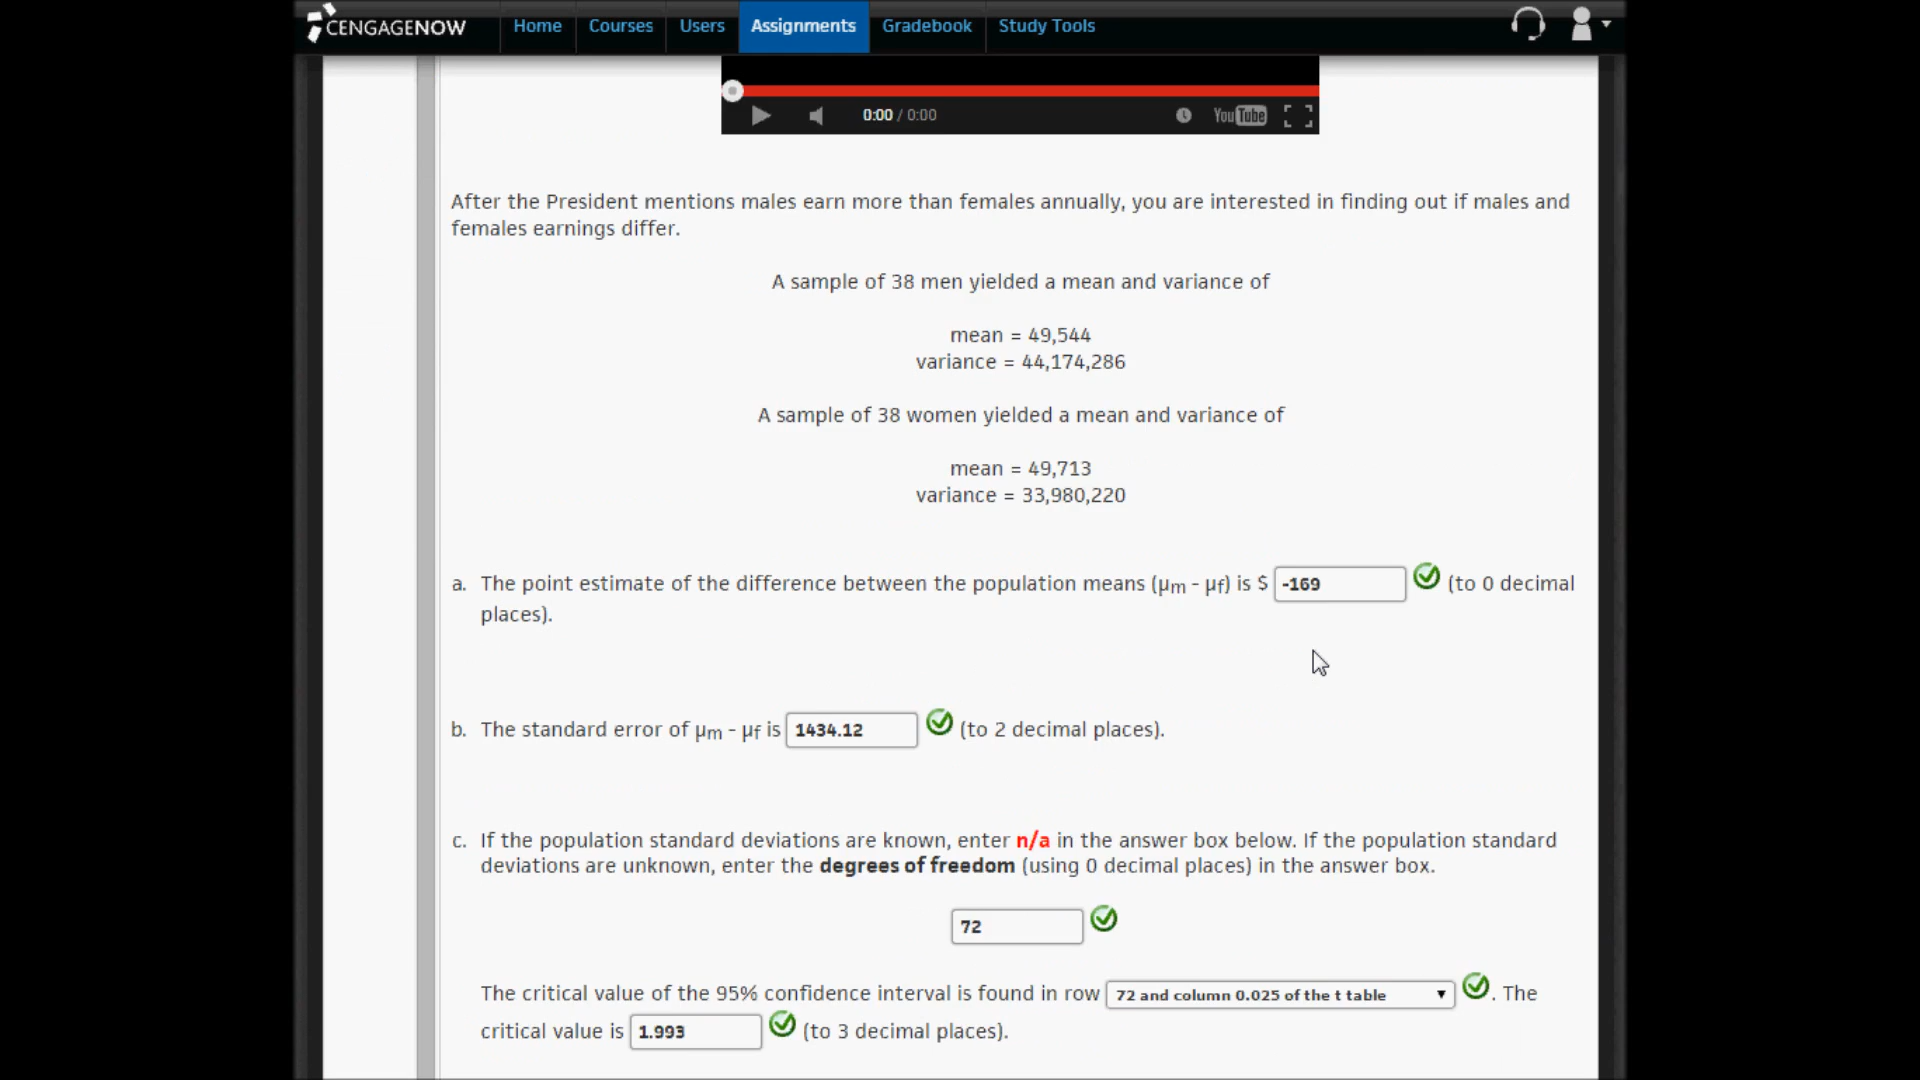 CENGAGENOW Home Courses Users Assignments Gradebook Study Tools
0:00 / 0:00 YouTube
After the President mentions males earn more than females annually, you are interested in finding out if males and
females earnings differ.
A sample of 38 men yielded a mean and variance of
mean = 49,544
variance = 44,174,286
A sample of 38 women yielded a mean and variance of
mean = 49,713
variance = 33,980,220
a. The point estimate of the difference between the population means (μm - μf) is $ -169 (to 0 decimal
places).
b. The standard error of μm - μf is 1434.12 (to 2 decimal places).
c. If the population standard deviations are known, enter n/a in the answer box below. If the population standard
deviations are unknown, enter the degrees of freedom (using 0 decimal places) in the answer box.
72
The critical value of the 95% confidence interval is found in row 72 and column 0.025 of the t table . The
critical value is 1.993 (to 3 decimal places).